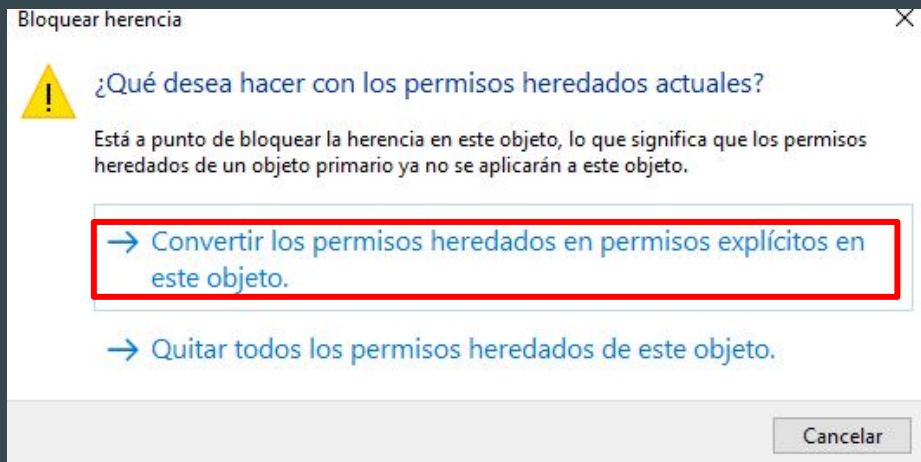 Bloquear herencia
¿Qué desea hacer con los permisos heredados actuales?
Está a punto de bloquear la herencia en este objeto, lo que significa que los permisos
heredados de un objeto primario ya no se aplicarán a este objeto.
Convertir los permisos heredados en permisos explícitos en
este objeto.
Quitar todos los permisos heredados de este objeto.
Cancelar